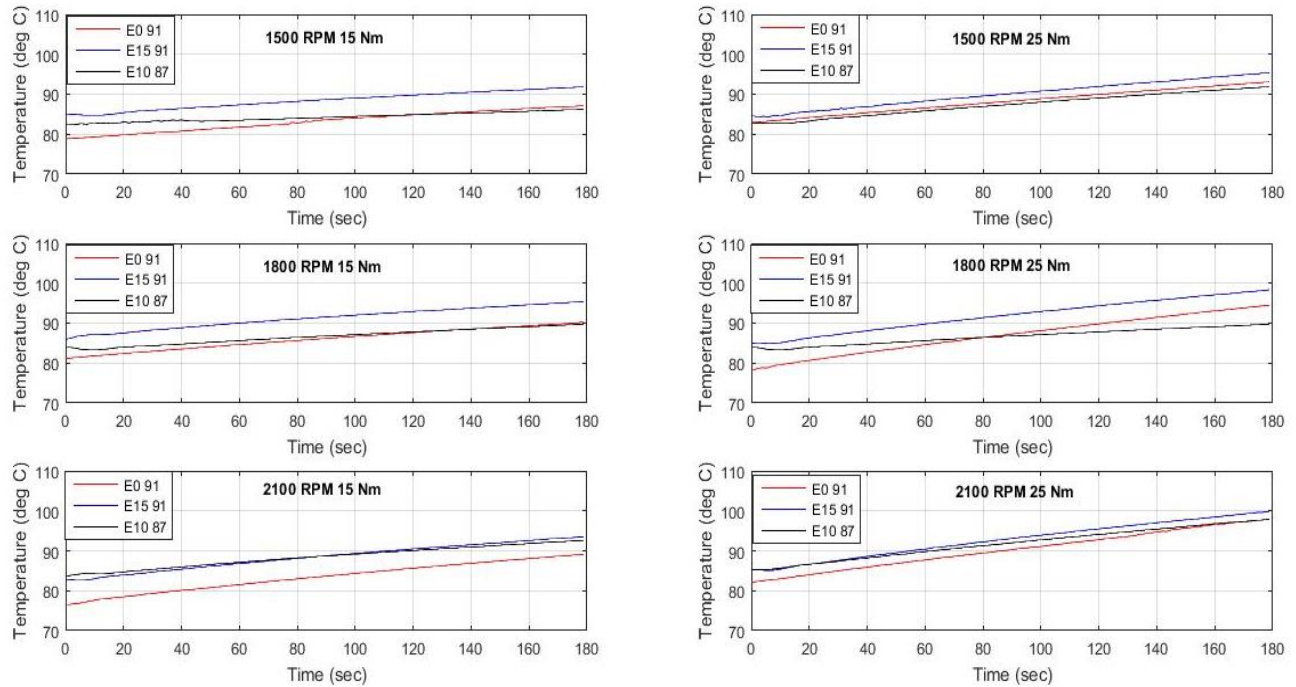 Temperature (deg C)
110
100
90
80
70
E0 91
E15 91
E10 87
1500 RPM 15 Nm
0 20 40 60 80 100 120 140 160 180
Time (sec)
Temperature (deg C)
110
100
90
80
70
E0 91
E15 91
E10 87
1500 RPM 25 Nm
0 20 40 60 80 100 120 140 160 180
Time (sec)
Temperature (deg C)
110
100
90
80
70
E0 91
E15 91
E10 87
1800 RPM 15 Nm
0 20 40 60 80 100 120 140 160 180
Time (sec)
Temperature (deg C)
110
100
90
80
70
E0 91
E15 91
E10 87
1800 RPM 25 Nm
0 20 40 60 80 100 120 140 160 180
Time (sec)
Temperature (deg C)
110
100
90
80
70
E0 91
E15 91
E10 87
2100 RPM 15 Nm
0 20 40 60 80 100 120 140 160 180
Time (sec)
Temperature (deg C)
110
100
90
80
70
E0 91
E15 91
E10 87
2100 RPM 25 Nm
0 20 40 60 80 100 120 140 160 180
Time (sec)